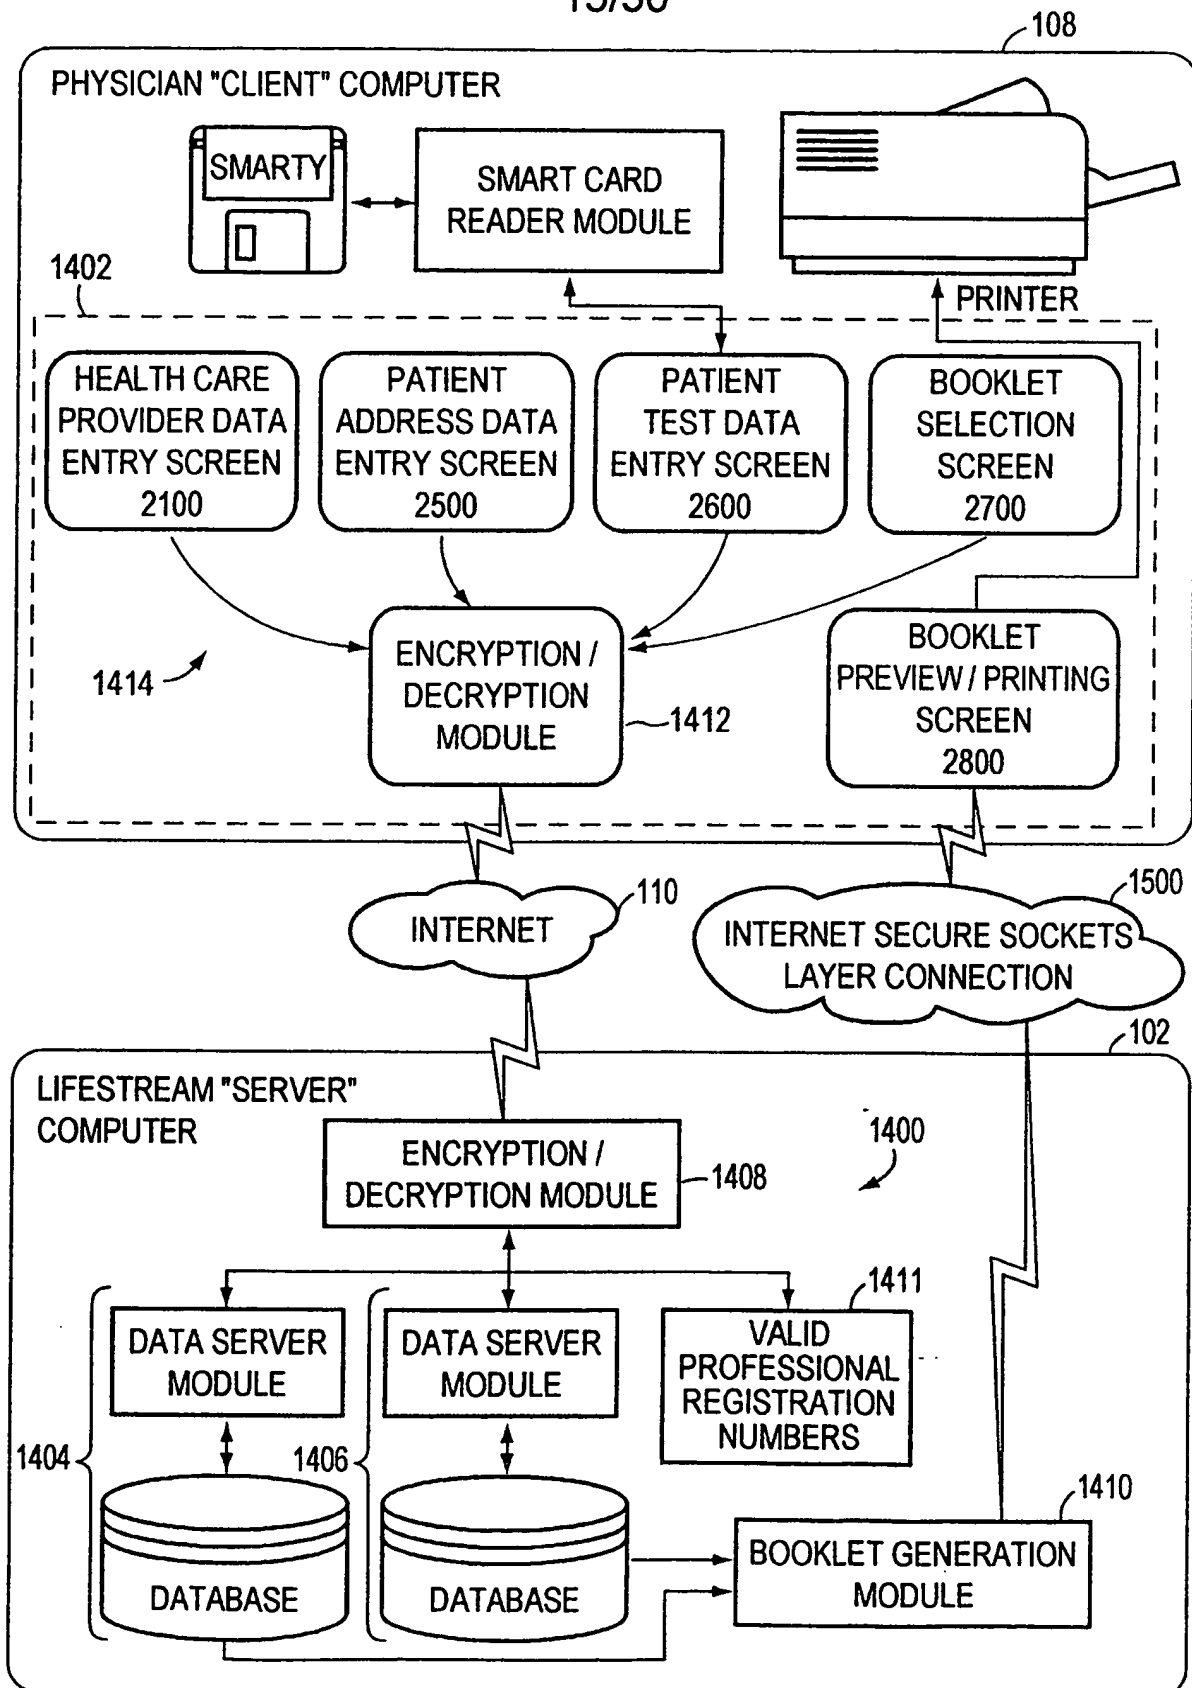 108
PHYSICIAN "CLIENT" COMPUTER
SMARTY
SMART CARD
READER MODULE
PRINTER
1402
HEALTH CARE
PROVIDER DATA
ENTRY SCREEN
2100
PATIENT
ADDRESS DATA
ENTRY SCREEN
2500
PATIENT
TEST DATA
ENTRY SCREEN
2600
BOOKLET
SELECTION
SCREEN
2700
1414
ENCRYPTION /
DECRYPTION
MODULE
1412
BOOKLET
PREVIEW / PRINTING
SCREEN
2800
INTERNET
110
INTERNET SECURE SOCKETS
LAYER CONNECTION
1500
102
LIFESTREAM "SERVER"
COMPUTER
ENCRYPTION /
DECRYPTION MODULE
1408
1400
1404
DATA SERVER
MODULE
DATABASE
1406
DATA SERVER
MODULE
DATABASE
1411
VALID
PROFESSIONAL
REGISTRATION
NUMBERS
1410
BOOKLET GENERATION
MODULE